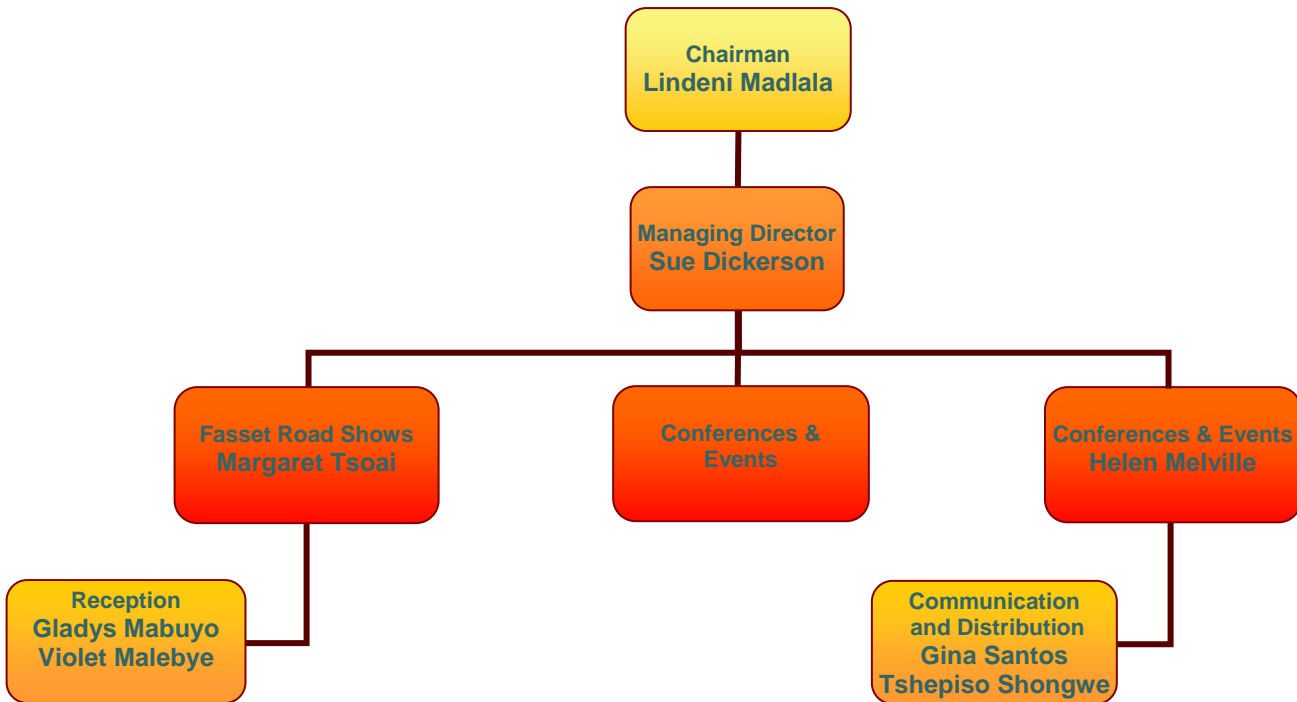 Chairman
Lindeni Madlala
Managing Director
Sue Dickerson
Fasset Road Shows
Margaret Tsoai
Conferences &
Events
Conferences & Events
Helen Melville
Reception
Gladys Mabuyo
Violet Malebye
Communication
and Distribution
Gina Santos
Tshepiso Shongwe